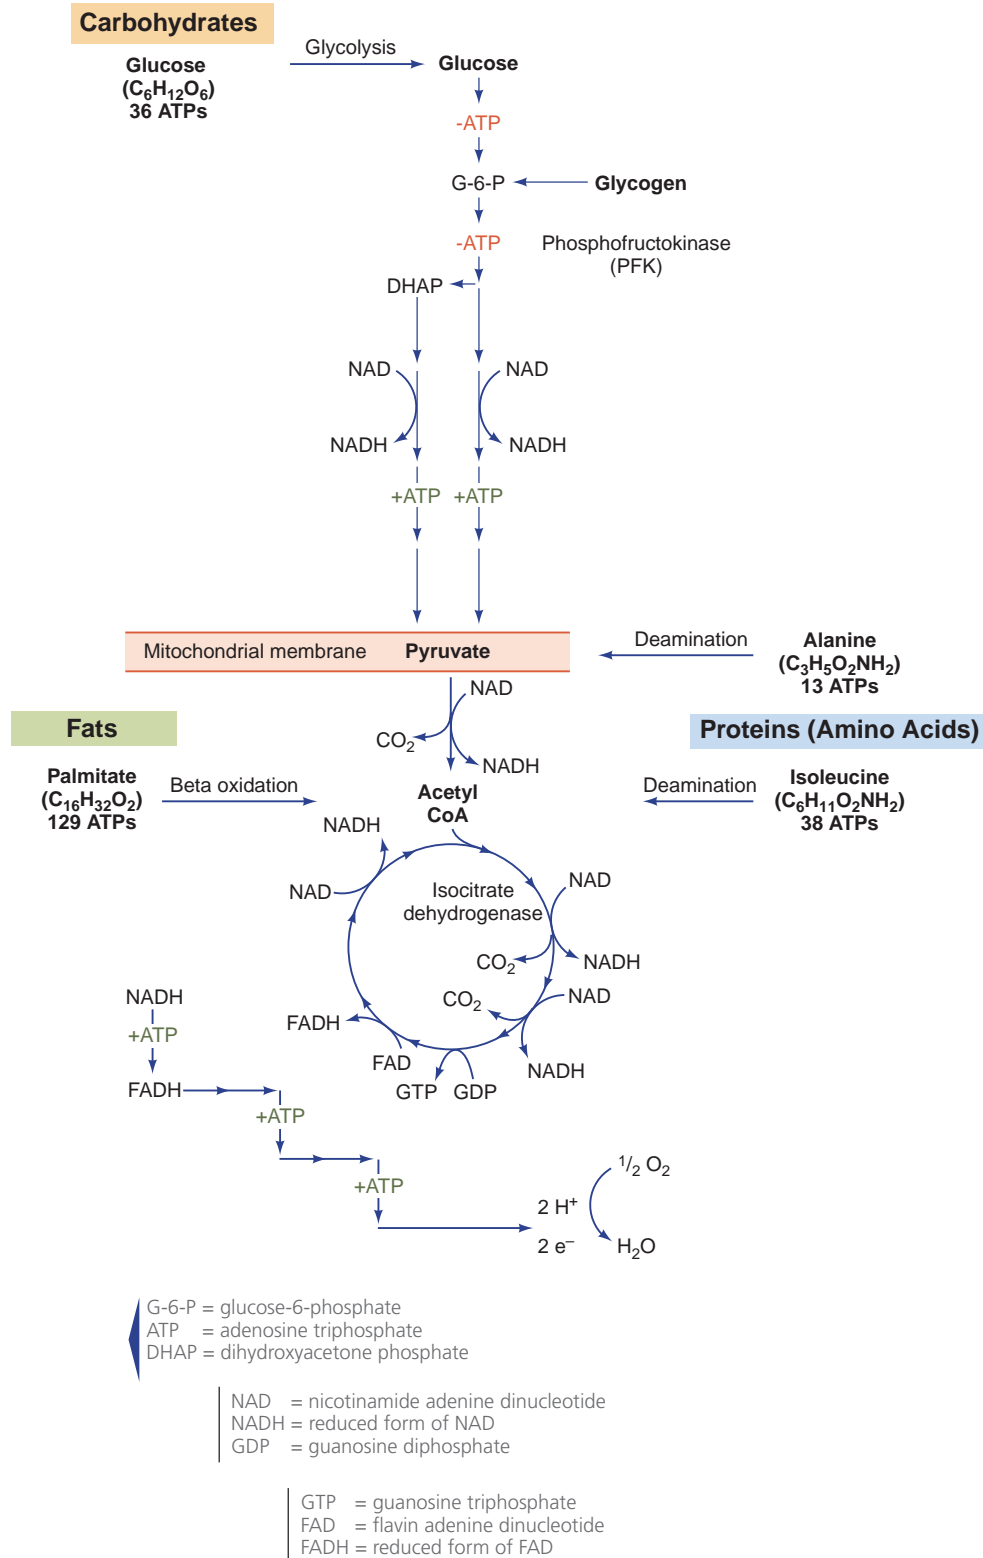 Carbohydrates
Glucose
(C₆H₁₂O₆)
36 ATPs
Glycolysis
Glucose
-ATP
G-6-P
Glycogen
-ATP
Phosphofructokinase
(PFK)
DHAP
NAD
NAD
NADH
NADH
+ATP
+ATP
Mitochondrial membrane
Pyruvate
Deamination
Alanine
(C₃H₅O₂NH₂)
13 ATPs
NAD
CO₂
NADH
Fats
Proteins (Amino Acids)
Palmitate
(C₁₆H₃₂O₂)
129 ATPs
Beta oxidation
Acetyl
CoA
Deamination
Isoleucine
(C₆H₁₁O₂NH₂)
38 ATPs
NADH
NAD
Isocitrate
dehydrogenase
NAD
CO₂
NADH
CO₂
NAD
NADH
FADH
FAD
GTP
GDP
NADH
+ATP
FADH
+ATP
+ATP
2 H⁺
2 e⁻
½ O₂
H₂O
G-6-P = glucose-6-phosphate
ATP = adenosine triphosphate
DHAP = dihydroxyacetone phosphate
NAD = nicotinamide adenine dinucleotide
NADH = reduced form of NAD
GDP = guanosine diphosphate
GTP = guanosine triphosphate
FAD = flavin adenine dinucleotide
FADH = reduced form of FAD